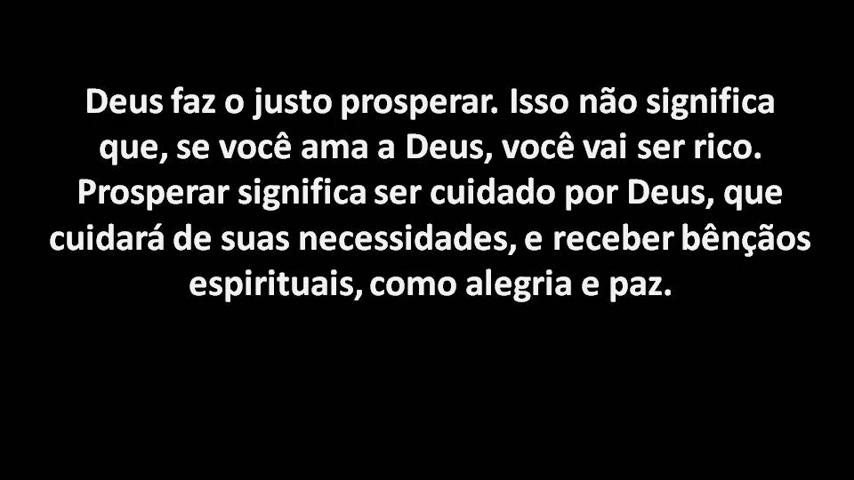 Deus faz o justo prosperar. Isso não significa
que, se você ama a Deus, você vai ser rico.
Prosperar significa ser cuidado por Deus, que
cuidará de suas necessidades, e receber bênçãos
espirituais, como alegria e paz.